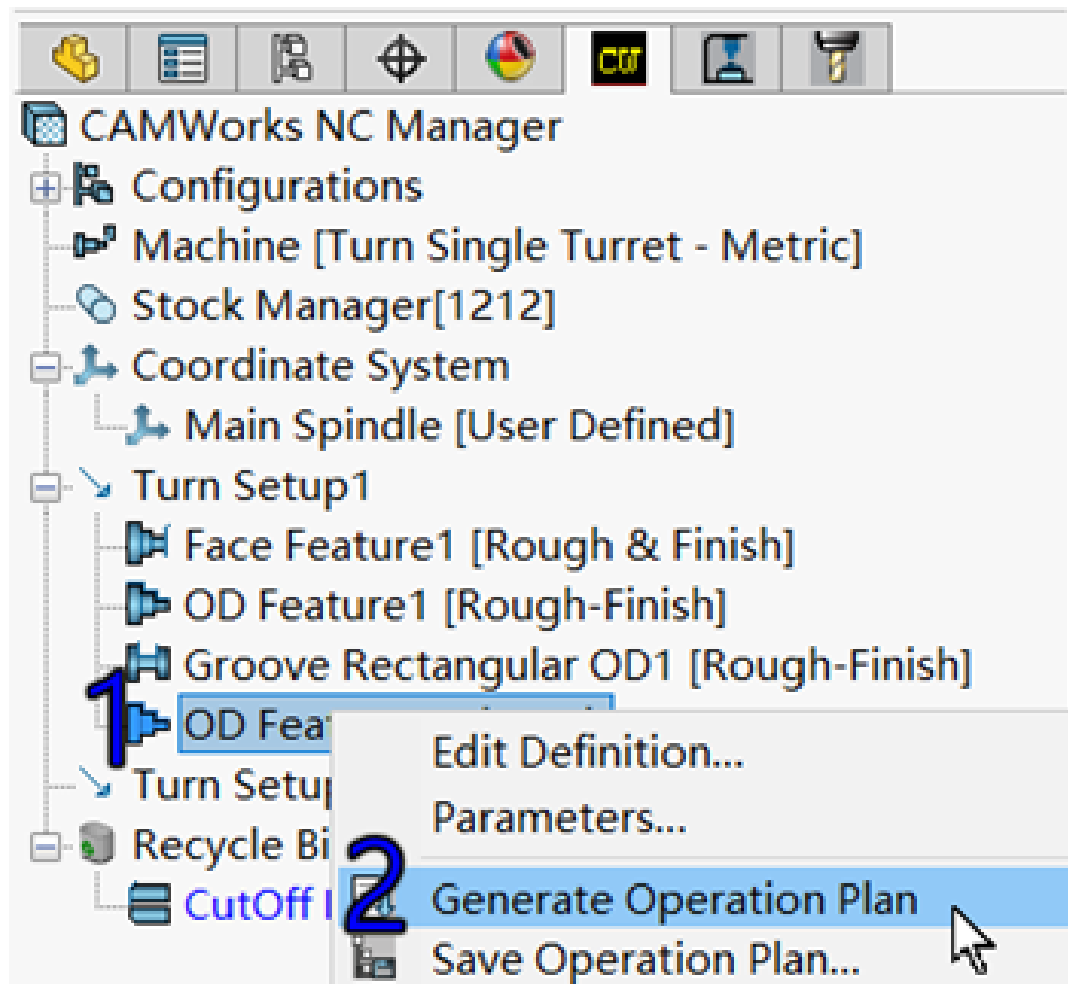 CAMWorks NC Manager
Configurations
Machine [Turn Single Turret - Metric]
Stock Manager[1212]
Coordinate System
Main Spindle [User Defined]
Turn Setup1
Face Feature1 [Rough & Finish]
OD Feature1 [Rough-Finish]
Groove Rectangular OD1 [Rough-Finish]
1
OD Fea
Edit Definition...
Turn Setup
Parameters...
Recycle Bi
2
CutOff
Generate Operation Plan
Save Operation Plan...